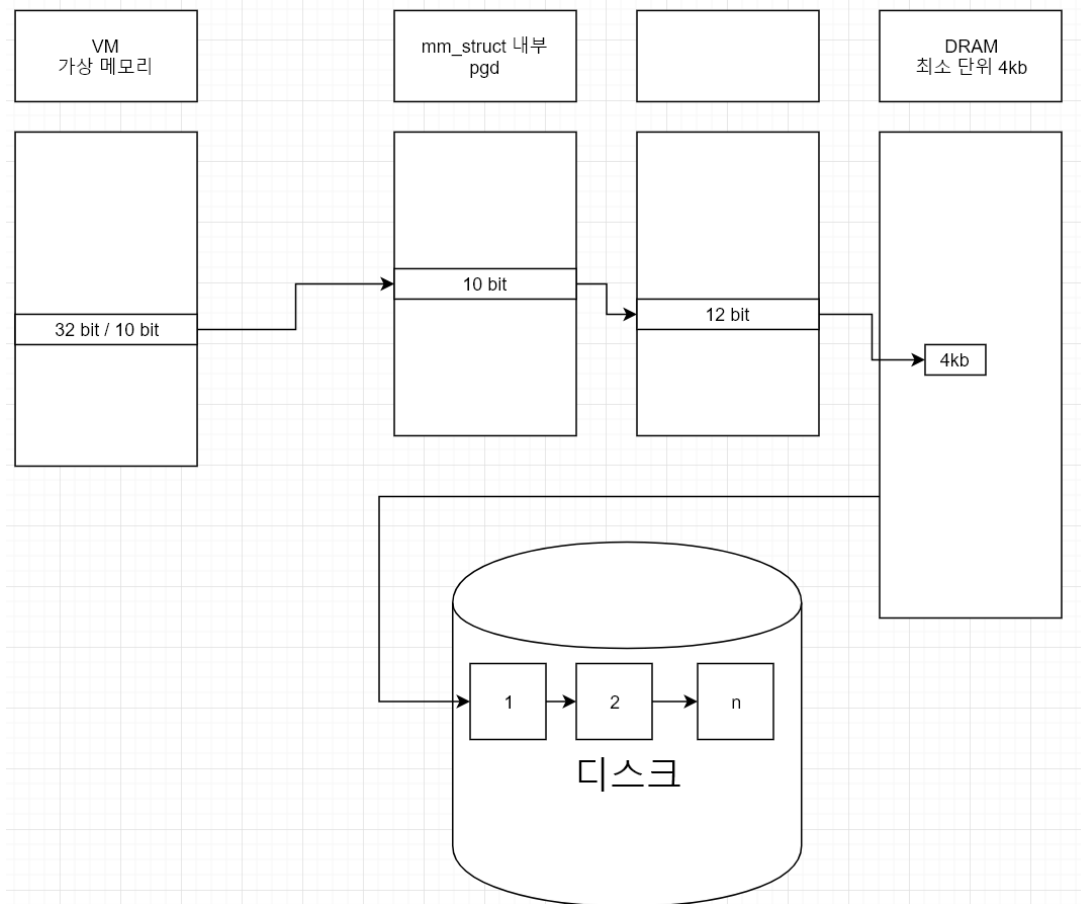 VM
가상 메모리
mm_struct 내부
pgd
DRAM
최소 단위 4kb
32 bit / 10 bit
10 bit
12 bit
4kb
1
2
n
디스크